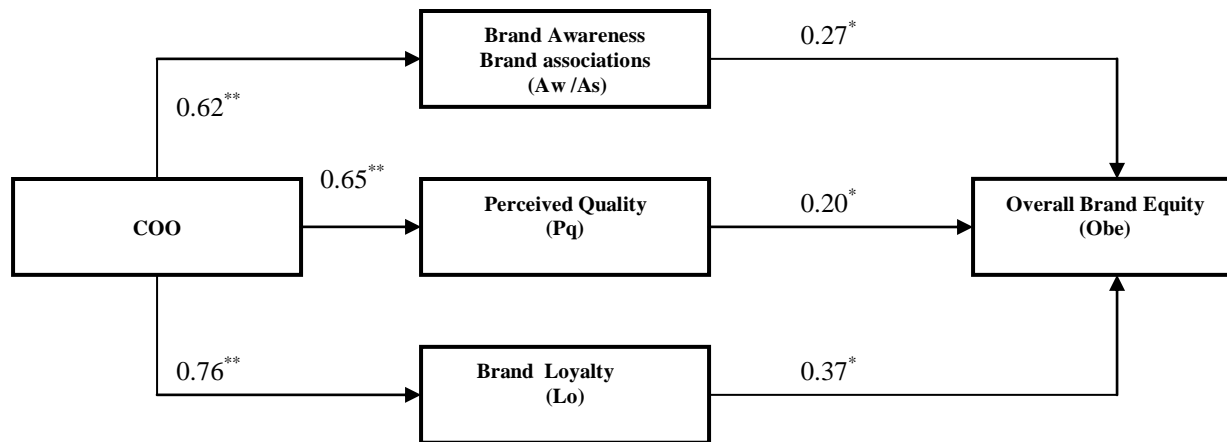 Brand Awareness
Brand associations
(Aw /As)
0.27*
0.62**
COO
0.65**
Perceived Quality
(Pq)
0.20*
Overall Brand Equity
(Obe)
0.76**
Brand Loyalty
(Lo)
0.37*